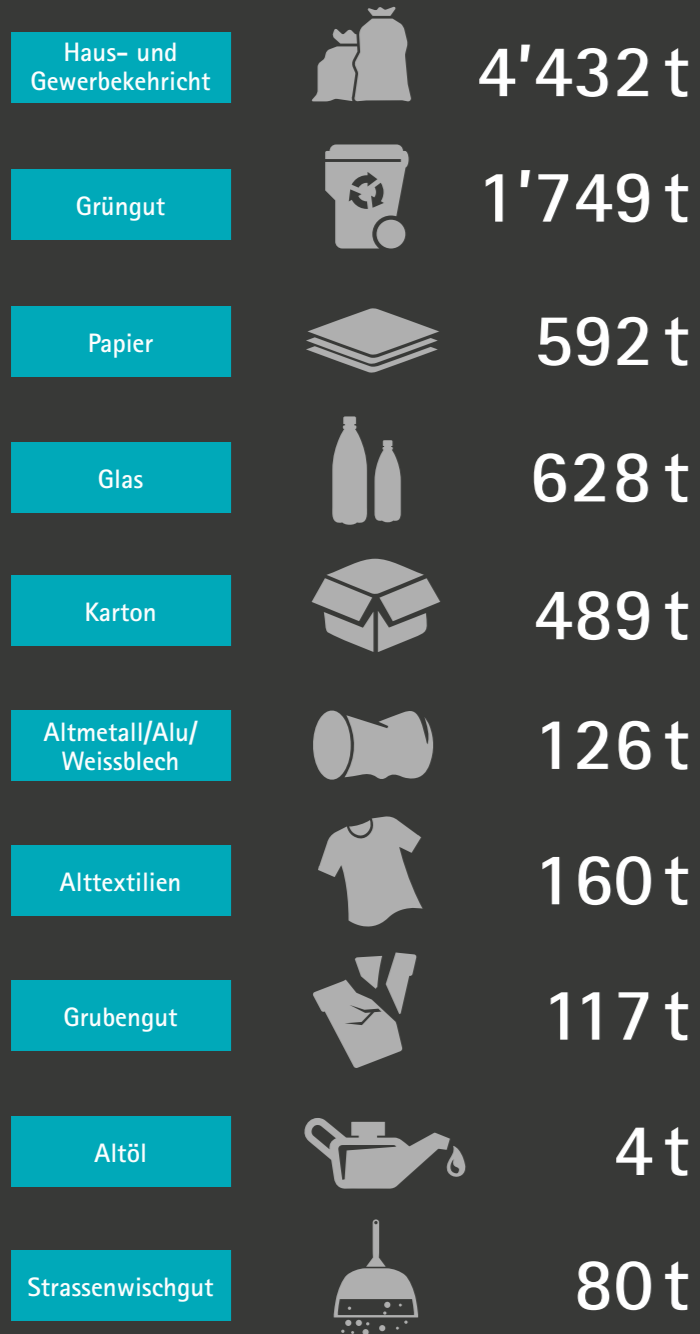 Haus- und
Gewerbekehricht
4'432 t
Grüngut
1'749 t
Papier
592 t
Glas
628 t
Karton
489 t
Altmetall/Alu/
Weissblech
126 t
Alttextilien
160 t
Grubengut
117 t
Altöl
4 t
Strassenwischgut
80 t